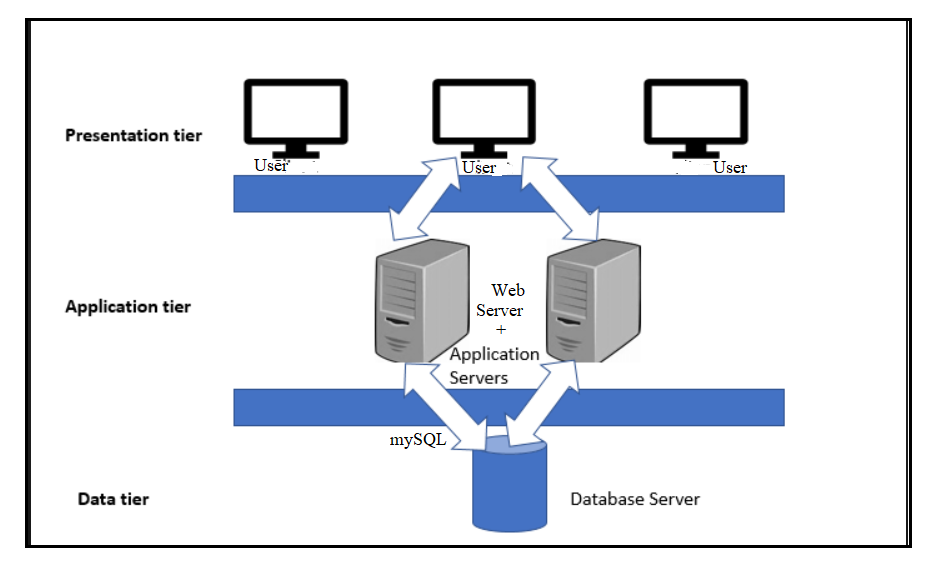 Presentation tier
User
User
User
Application tier
Web
Server
+
Application
Servers
mySQL
Data tier
Database Server